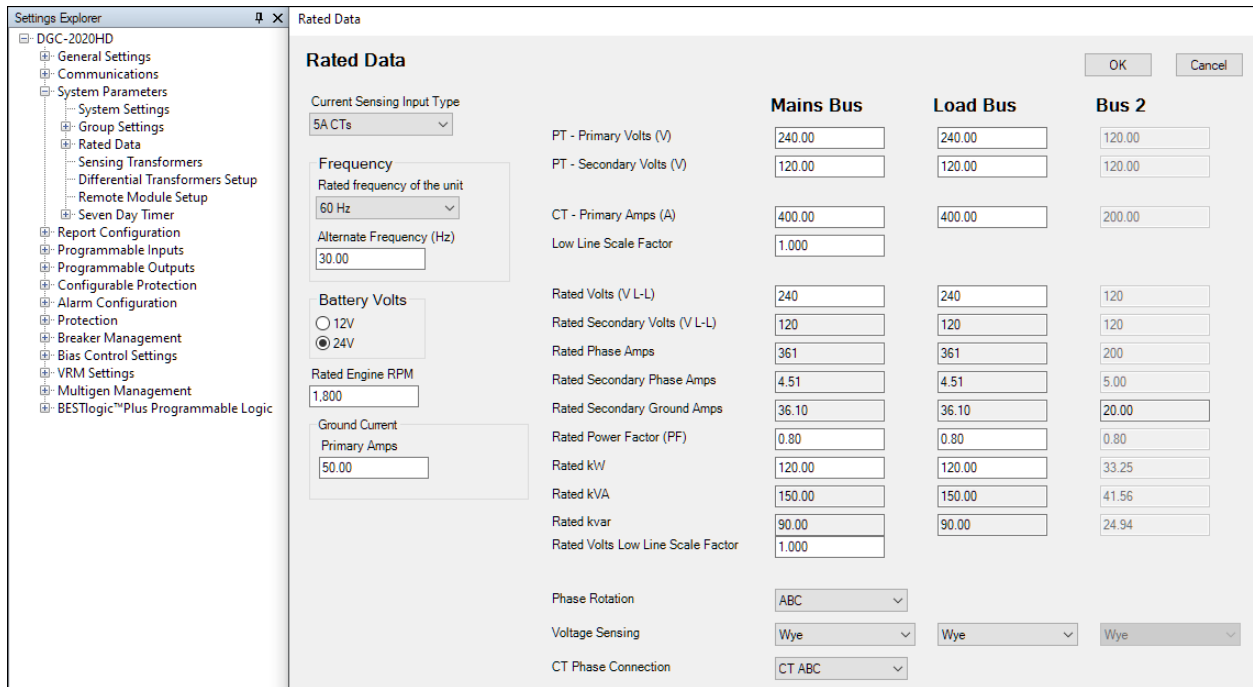 Settings Explorer
DGC-2020HD
General Settings
Communications
System Parameters
System Settings
Group Settings
Rated Data
Sensing Transformers
Differential Transformers Setup
Remote Module Setup
Seven Day Timer
Report Configuration
Programmable Inputs
Programmable Outputs
Configurable Protection
Alarm Configuration
Protection
Breaker Management
Bias Control Settings
VRM Settings
Multigen Management
BESTlogic™Plus Programmable Logic
Rated Data
Rated Data
OK Cancel
Current Sensing Input Type
5A CTs
Frequency
Rated frequency of the unit
60 Hz
Alternate Frequency (Hz)
30.00
Battery Volts
12V
24V
Rated Engine RPM
1,800
Ground Current
Primary Amps
50.00
Mains Bus Load Bus Bus 2
PT - Primary Volts (V) 240.00 240.00 120.00
PT - Secondary Volts (V) 120.00 120.00 120.00
CT - Primary Amps (A) 400.00 400.00 200.00
Low Line Scale Factor 1.000
Rated Volts (V L-L) 240 240 120
Rated Secondary Volts (V L-L) 120 120 120
Rated Phase Amps 361 361 200
Rated Secondary Phase Amps 4.51 4.51 5.00
Rated Secondary Ground Amps 36.10 36.10 20.00
Rated Power Factor (PF) 0.80 0.80 0.80
Rated kW 120.00 120.00 33.25
Rated kVA 150.00 150.00 41.56
Rated kvar 90.00 90.00 24.94
Rated Volts Low Line Scale Factor 1.000
Phase Rotation ABC
Voltage Sensing Wye Wye Wye
CT Phase Connection CT ABC